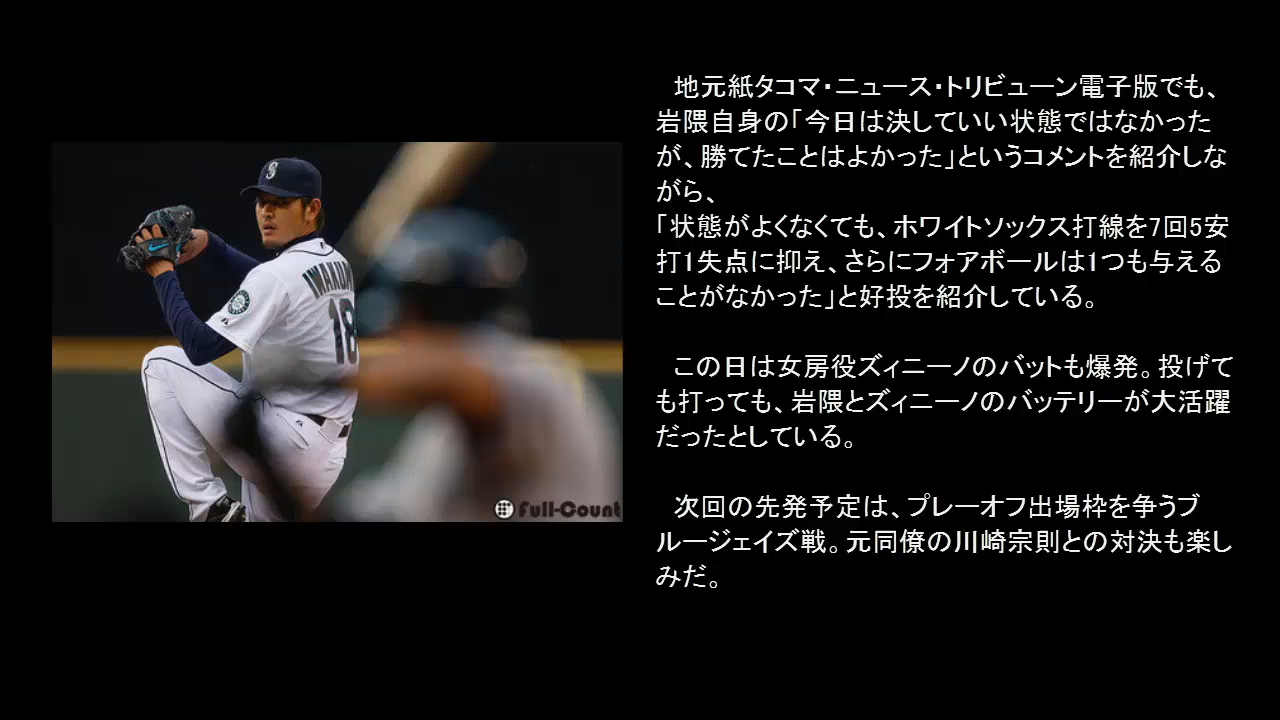 IWAKUM
18
S
Full-Count
地元紙タコマ・ニュース・トリビューン電子版でも、
岩隈自身の「今日は決していい状態ではなかった
が、勝てたことはよかった」というコメントを紹介しな
がら、
「状態がよくなくても、ホワイトソックス打線を7回5安
打1失点に抑え、さらにフォアボールは1つも与える
ことがなかった」と好投を紹介している。
この日は女房役ズィニーノのバットも爆発。投げて
も打っても、岩隈とズィニーノのバッテリーが大活躍
だったとしている。
次回の先発予定は、プレーオフ出場枠を争うブ
ルージェイズ戦。元同僚の川崎宗則との対決も楽し
みだ。